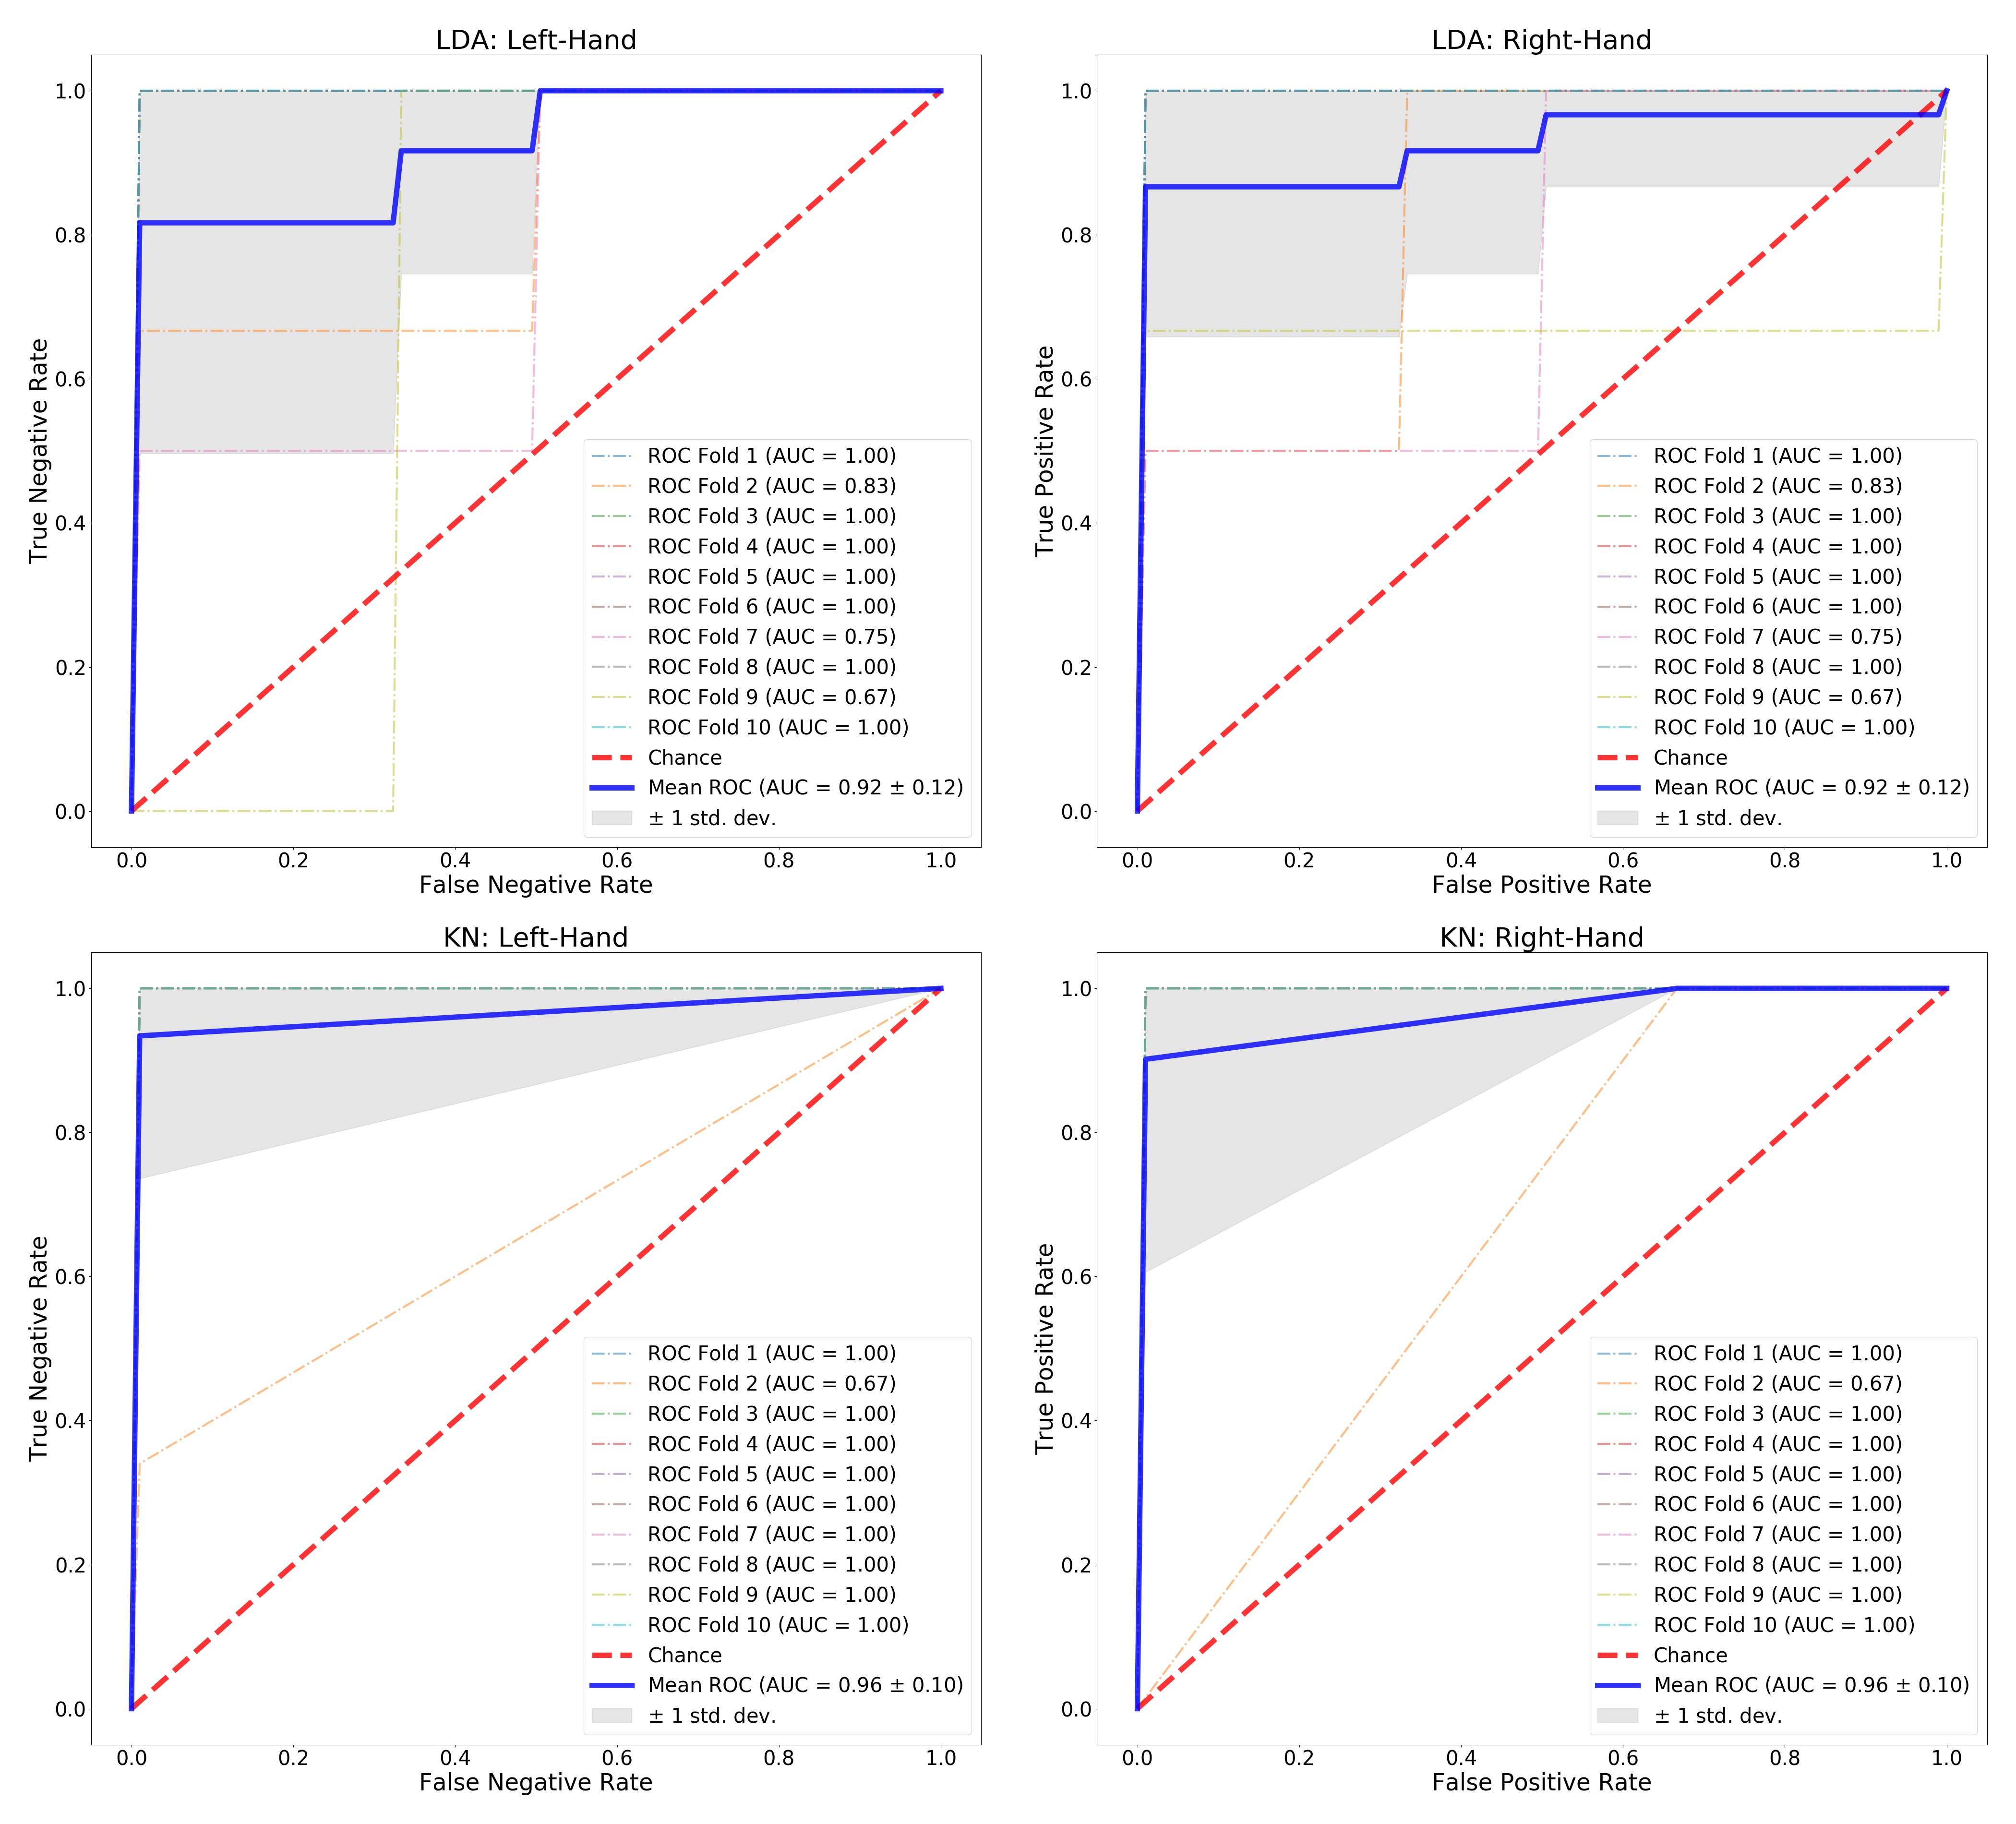 LDA: Left-Hand
True Negative Rate
1.0
0.8
0.6
0.4
0.2
0.0
ROC Fold 1 (AUC = 1.00)
ROC Fold 2 (AUC = 0.83)
ROC Fold 3 (AUC = 1.00)
ROC Fold 4 (AUC = 1.00)
ROC Fold 5 (AUC = 1.00)
ROC Fold 6 (AUC = 1.00)
ROC Fold 7 (AUC = 0.75)
ROC Fold 8 (AUC = 1.00)
ROC Fold 9 (AUC = 0.67)
ROC Fold 10 (AUC = 1.00)
Chance
Mean ROC (AUC = 0.92 ± 0.12)
± 1 std. dev.
0.0 0.2 0.4 0.6 0.8 1.0
False Negative Rate
LDA: Right-Hand
True Positive Rate
1.0
0.8
0.6
0.4
0.2
0.0
ROC Fold 1 (AUC = 1.00)
ROC Fold 2 (AUC = 0.83)
ROC Fold 3 (AUC = 1.00)
ROC Fold 4 (AUC = 1.00)
ROC Fold 5 (AUC = 1.00)
ROC Fold 6 (AUC = 1.00)
ROC Fold 7 (AUC = 0.75)
ROC Fold 8 (AUC = 1.00)
ROC Fold 9 (AUC = 0.67)
ROC Fold 10 (AUC = 1.00)
Chance
Mean ROC (AUC = 0.92 ± 0.12)
± 1 std. dev.
0.0 0.2 0.4 0.6 0.8 1.0
False Positive Rate
KN: Left-Hand
True Negative Rate
1.0
0.8
0.6
0.4
0.2
0.0
ROC Fold 1 (AUC = 1.00)
ROC Fold 2 (AUC = 0.67)
ROC Fold 3 (AUC = 1.00)
ROC Fold 4 (AUC = 1.00)
ROC Fold 5 (AUC = 1.00)
ROC Fold 6 (AUC = 1.00)
ROC Fold 7 (AUC = 1.00)
ROC Fold 8 (AUC = 1.00)
ROC Fold 9 (AUC = 1.00)
ROC Fold 10 (AUC = 1.00)
Chance
Mean ROC (AUC = 0.96 ± 0.10)
± 1 std. dev.
0.0 0.2 0.4 0.6 0.8 1.0
False Negative Rate
KN: Right-Hand
True Positive Rate
1.0
0.8
0.6
0.4
0.2
0.0
ROC Fold 1 (AUC = 1.00)
ROC Fold 2 (AUC = 0.67)
ROC Fold 3 (AUC = 1.00)
ROC Fold 4 (AUC = 1.00)
ROC Fold 5 (AUC = 1.00)
ROC Fold 6 (AUC = 1.00)
ROC Fold 7 (AUC = 1.00)
ROC Fold 8 (AUC = 1.00)
ROC Fold 9 (AUC = 1.00)
ROC Fold 10 (AUC = 1.00)
Chance
Mean ROC (AUC = 0.96 ± 0.10)
± 1 std. dev.
0.0 0.2 0.4 0.6 0.8 1.0
False Positive Rate